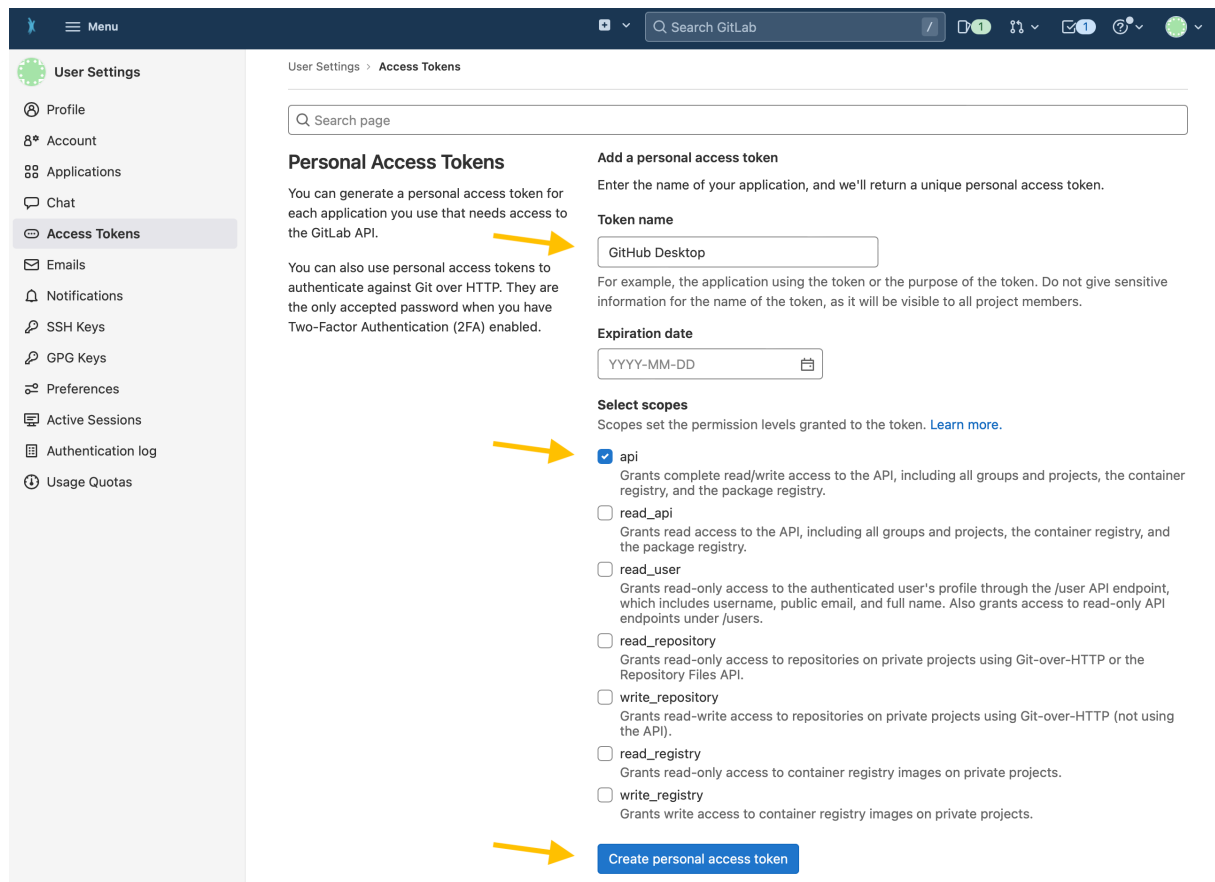 Menu
Search GitLab
/
1
1
User Settings
Profile
Account
Applications
Chat
Access Tokens
Emails
Notifications
SSH Keys
GPG Keys
Preferences
Active Sessions
Authentication log
Usage Quotas
User Settings › Access Tokens
Search page
Personal Access Tokens
You can generate a personal access token for
each application you use that needs access to
the GitLab API.
You can also use personal access tokens to
authenticate against Git over HTTP. They are
the only accepted password when you have
Two-Factor Authentication (2FA) enabled.
Add a personal access token
Enter the name of your application, and we'll return a unique personal access token.
Token name
GitHub Desktop
For example, the application using the token or the purpose of the token. Do not give sensitive
information for the name of the token, as it will be visible to all project members.
Expiration date
YYYY-MM-DD
Select scopes
Scopes set the permission levels granted to the token. Learn more.
api
Grants complete read/write access to the API, including all groups and projects, the container
registry, and the package registry.
read_api
Grants read access to the API, including all groups and projects, the container registry, and
the package registry.
read_user
Grants read-only access to the authenticated user's profile through the /user API endpoint,
which includes username, public email, and full name. Also grants access to read-only API
endpoints under /users.
read_repository
Grants read-only access to repositories on private projects using Git-over-HTTP or the
Repository Files API.
write_repository
Grants read-write access to repositories on private projects using Git-over-HTTP (not using
the API).
read_registry
Grants read-only access to container registry images on private projects.
write_registry
Grants write access to container registry images on private projects.
Create personal access token